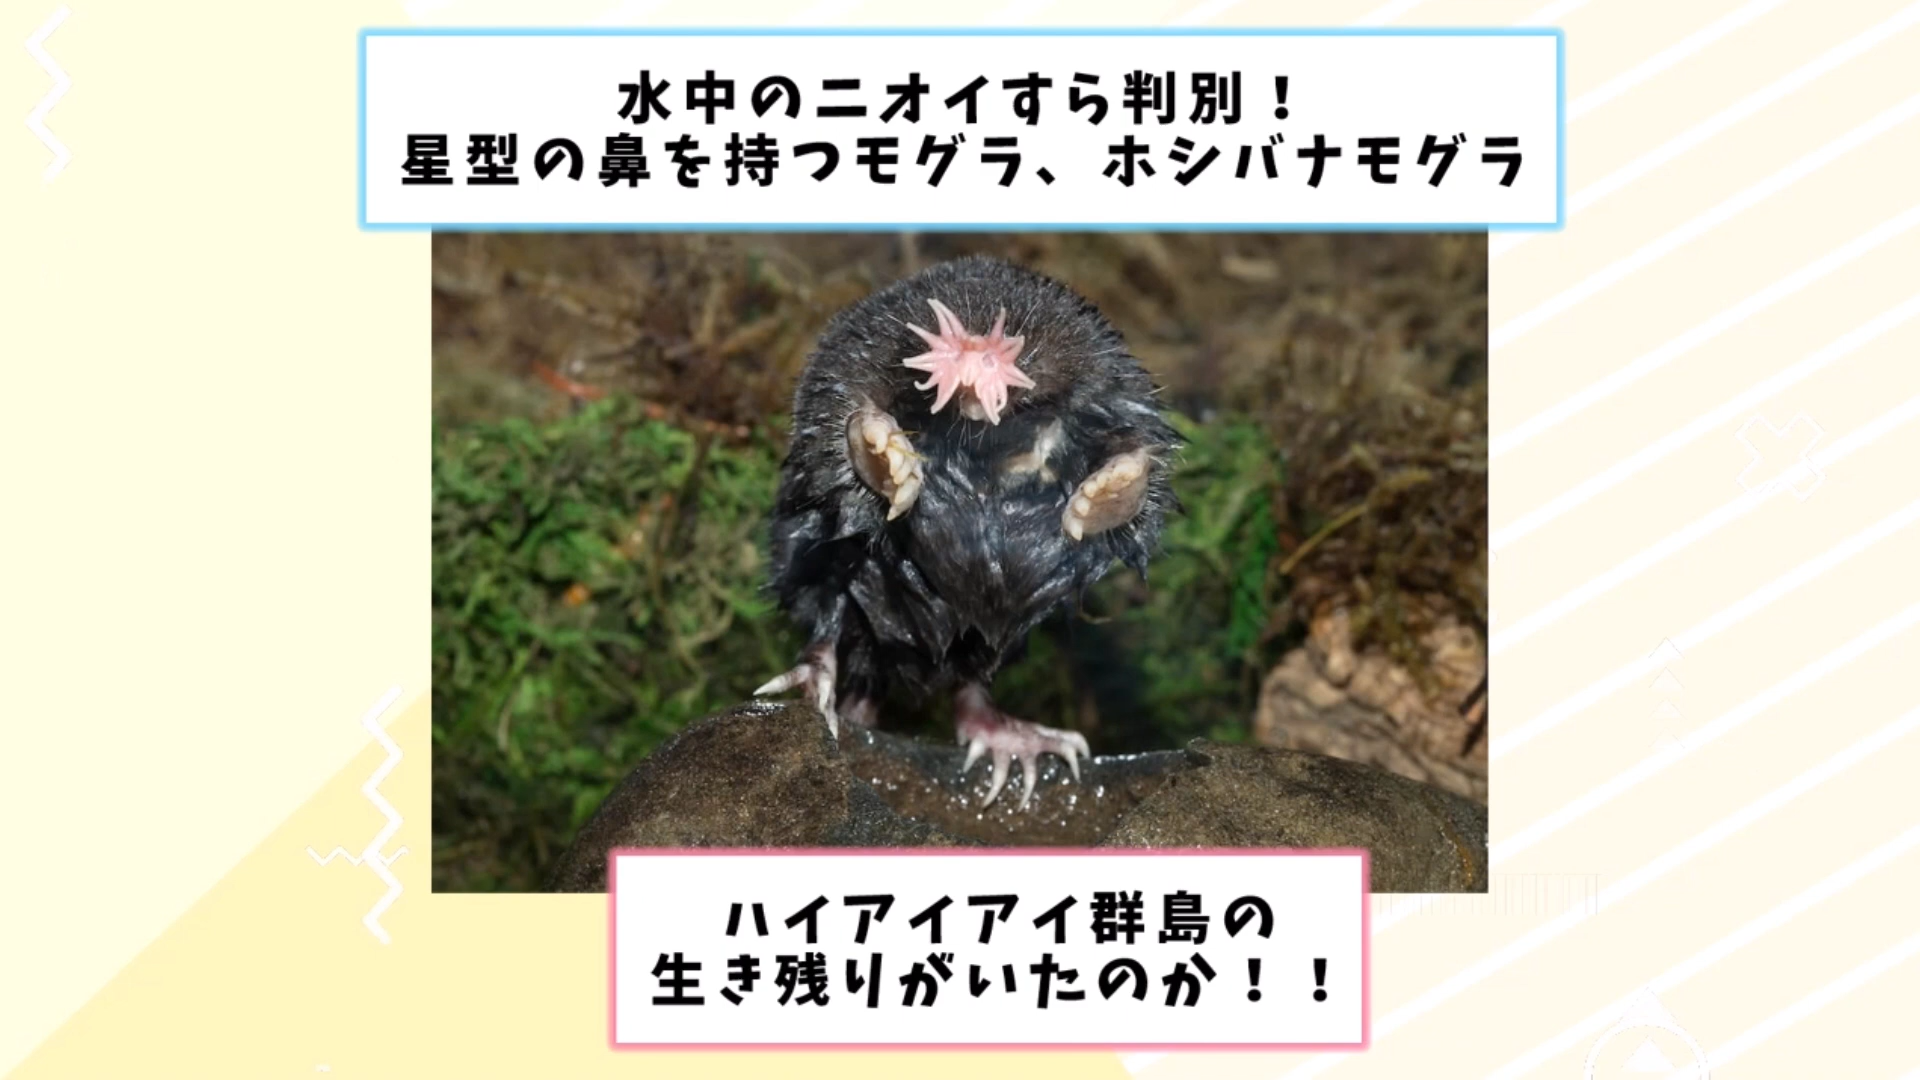 水中のニオイすら判別！
星型の鼻を持つモグラ、ホシバナモグラ
ハイアイアイ群島の
生き残りがいたのか！！